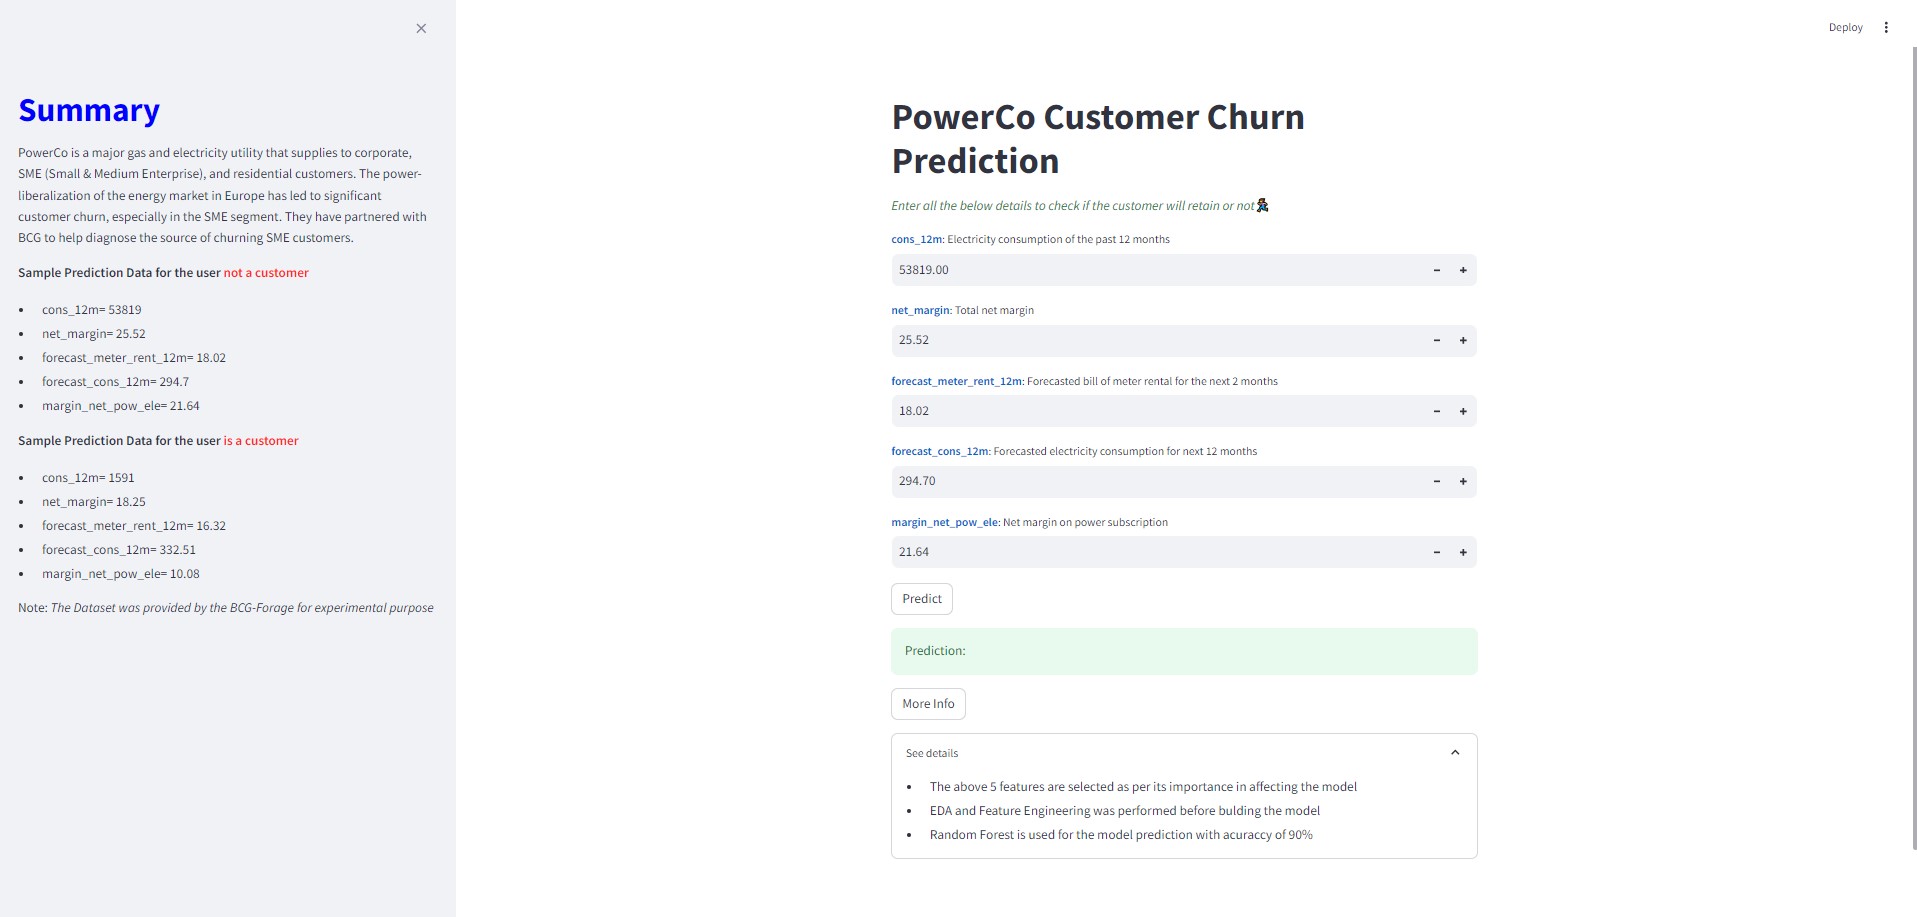 Deploy
Summary
PowerCo is a major gas and electricity utility that supplies to corporate,
SME (Small & Medium Enterprise), and residential customers. The power-
liberalization of the energy market in Europe has led to significant
customer churn, especially in the SME segment. They have partnered with
BCG to help diagnose the source of churning SME customers.
Sample Prediction Data for the user not a customer
• cons_12m= 53819
• net_margin= 25.52
• forecast_meter_rent_12m= 18.02
• forecast_cons_12m= 294.7
• margin_net_pow_ele= 21.64
Sample Prediction Data for the user is a customer
• cons_12m= 1591
• net_margin= 18.25
• forecast_meter_rent_12m= 16.32
• forecast_cons_12m= 332.51
• margin_net_pow_ele= 10.08
Note: The Dataset was provided by the BCG-Forage for experimental purpose
PowerCo Customer Churn
Prediction
Enter all the below details to check if the customer will retain or not
cons_12m: Electricity consumption of the past 12 months
53819.00
net_margin: Total net margin
25.52
forecast_meter_rent_12m: Forecasted bill of meter rental for the next 2 months
18.02
forecast_cons_12m: Forecasted electricity consumption for next 12 months
294.70
margin_net_pow_ele: Net margin on power subscription
21.64
Predict
Prediction:
More Info
See details
• The above 5 features are selected as per its importance in affecting the model
• EDA and Feature Engineering was performed before bulding the model
• Random Forest is used for the model prediction with acuraccy of 90%